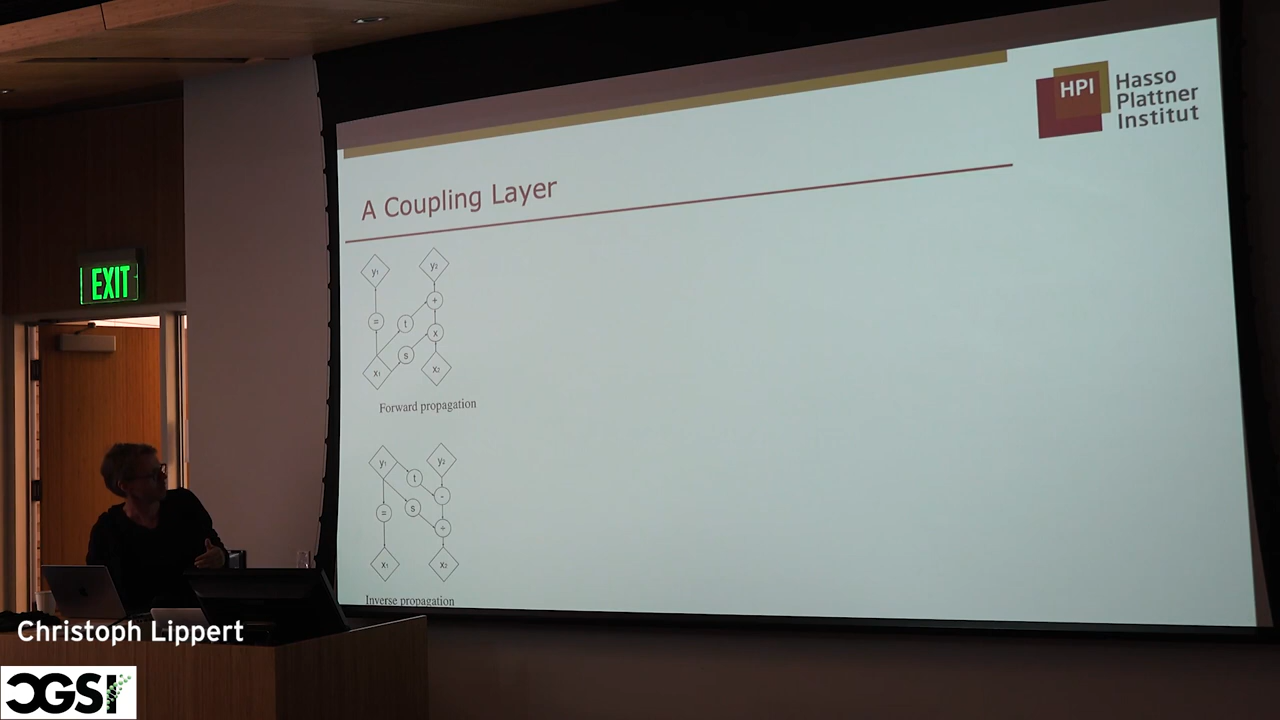 HPI
Hasso
Plattner
Institut
A Coupling Layer
y₁
y₂
+
=
t
x
s
x₁
x₂
Forward propagation
EXIT
y₁
y₂
t
-
s
=
÷
x₁
x₂
Inverse propagation
Christoph Lippert
CGSI